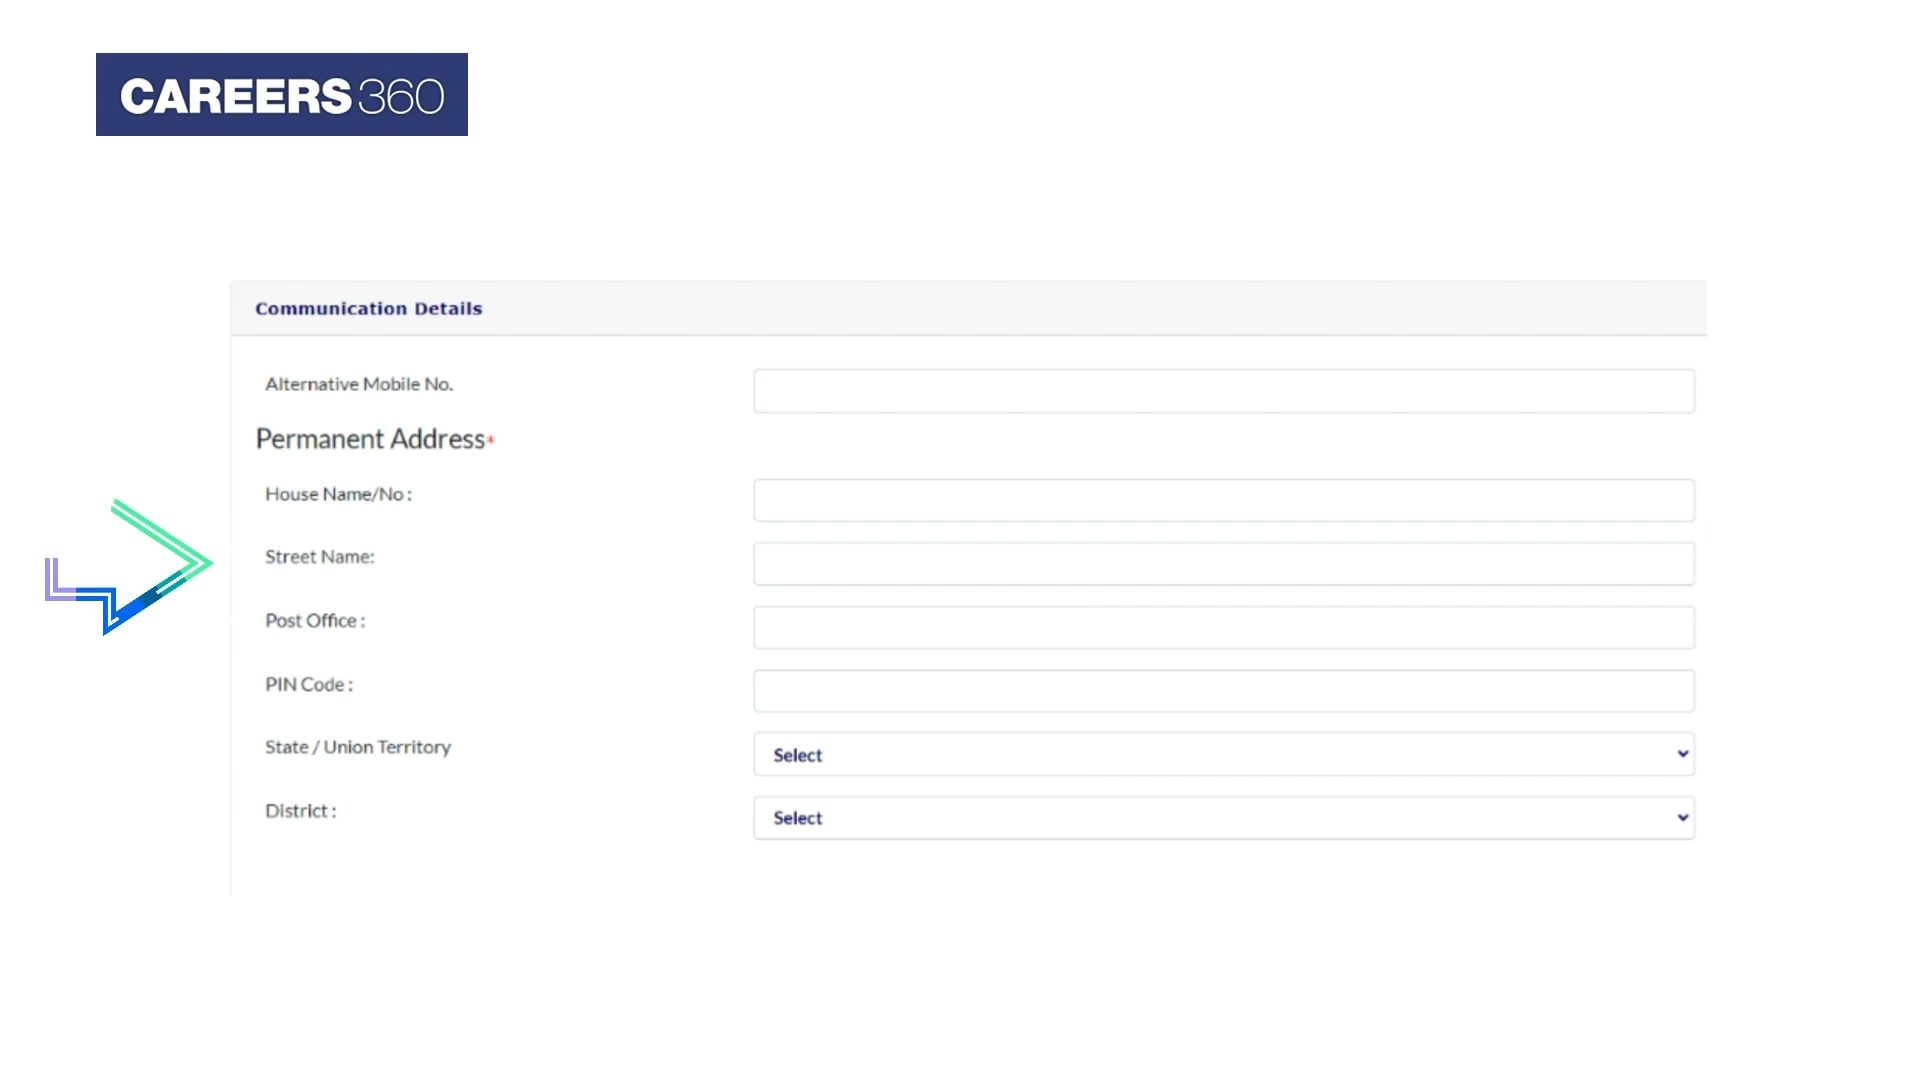 CAREERS360
Communication Details
Alternative Mobile No.
Permanent Address*
House Name/No :
Street Name:
Post Office :
PIN Code :
State / Union Territory
Select
District :
Select